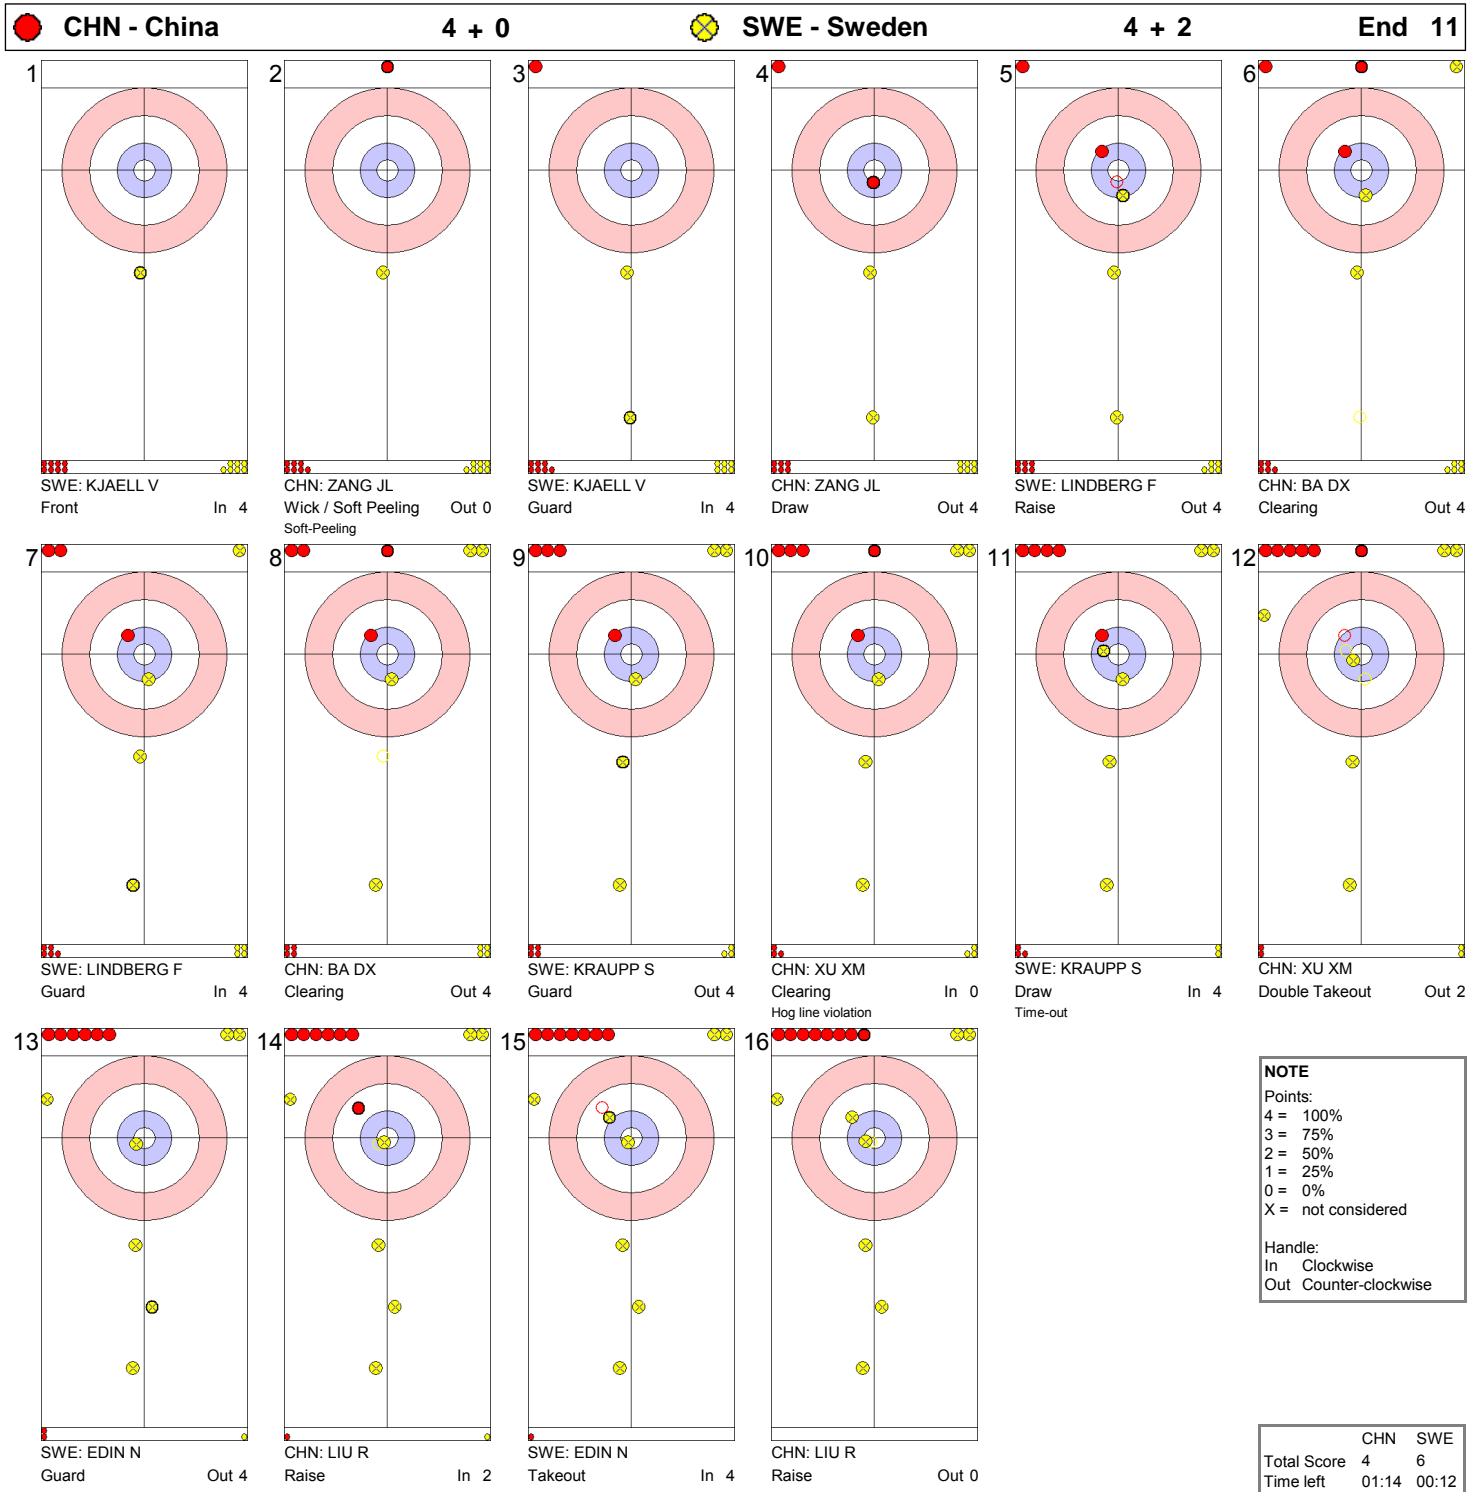 CHN - China 4 + 0 SWE - Sweden 4 + 2 End 11
1 2 3 4 5 6
SWE: KJAELL V CHN: ZANG JL SWE: KJAELL V CHN: ZANG JL SWE: LINDBERG F CHN: BA DX
Front In 4 Wick / Soft Peeling Out 0 Guard In 4 Draw Out 4 Raise Out 4 Clearing Out 4
Soft-Peeling
7 8 9 10 11 12
SWE: LINDBERG F CHN: BA DX SWE: KRAUPP S CHN: XU XM SWE: KRAUPP S CHN: XU XM
Guard In 4 Clearing Out 4 Guard Out 4 Clearing In 0 Draw In 4 Double Takeout Out 2
Hog line violation Time-out
13 14 15 16
SWE: EDIN N CHN: LIU R SWE: EDIN N CHN: LIU R
Guard Out 4 Raise In 2 Takeout In 4 Raise Out 0
NOTE
Points:
4 = 100%
3 = 75%
2 = 50%
1 = 25%
0 = 0%
X = not considered
Handle:
In Clockwise
Out Counter-clockwise
CHN SWE
Total Score 4 6
Time left 01:14 00:12